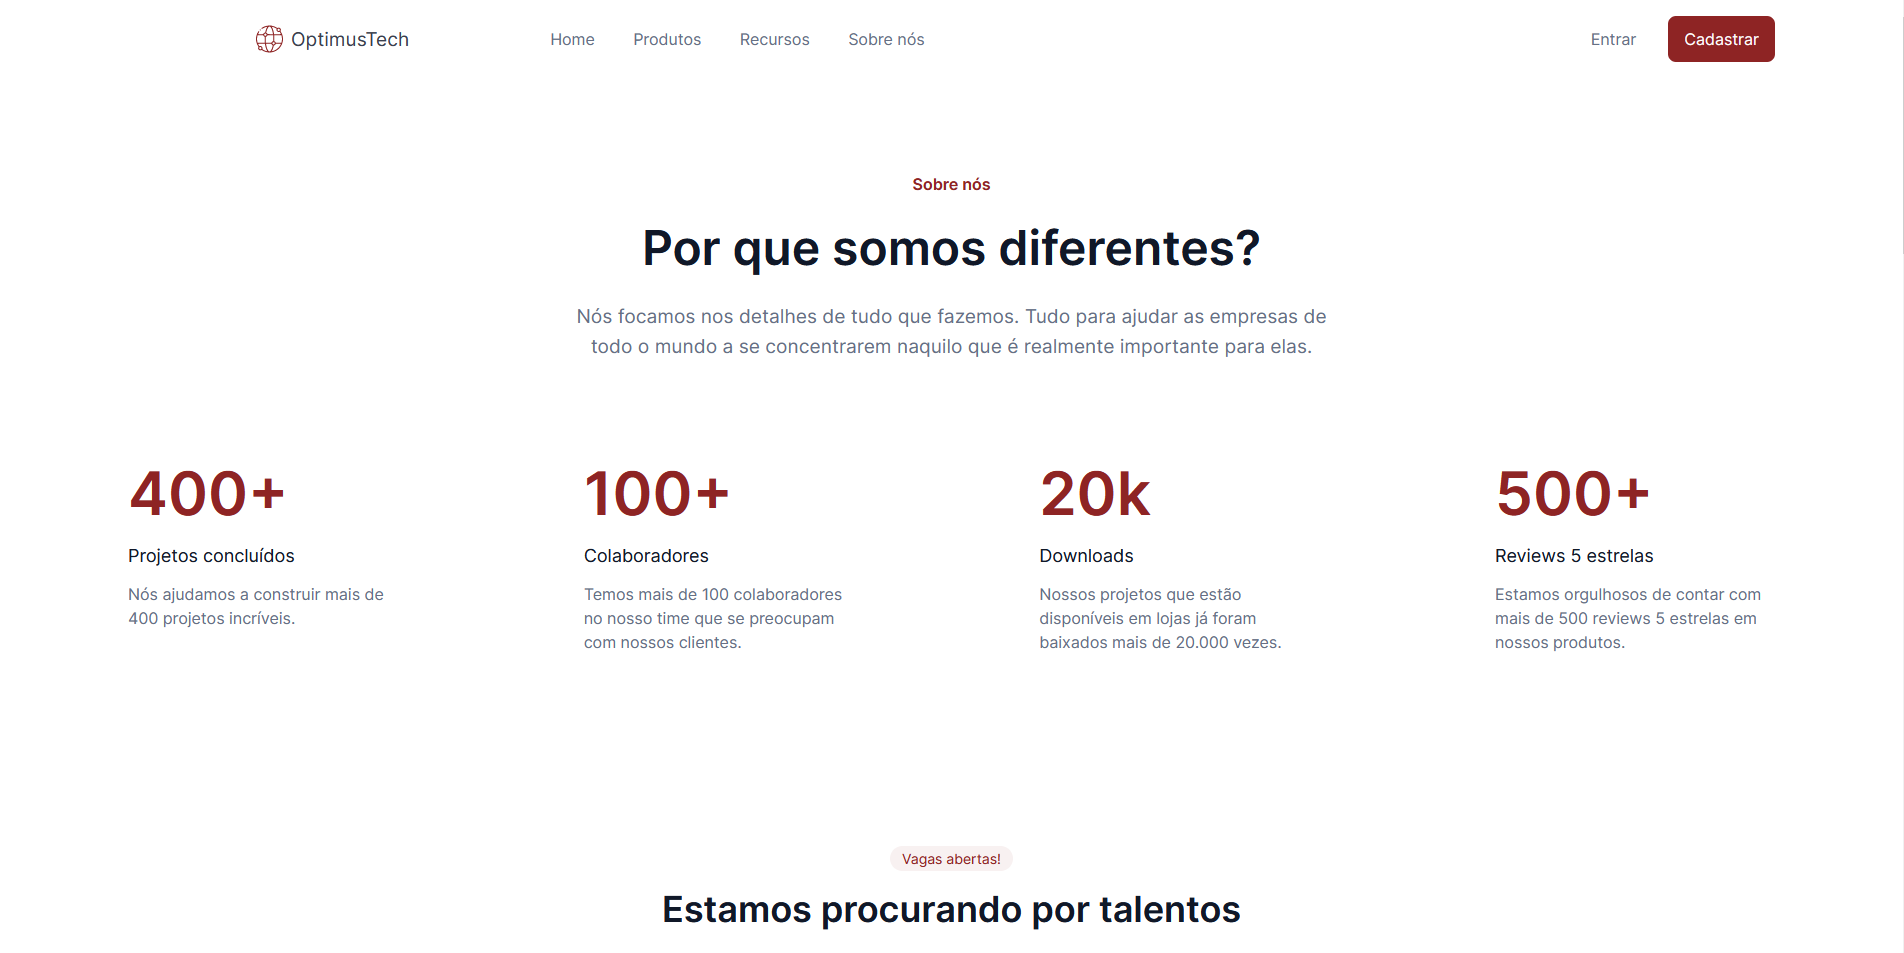 OptimusTech
Home
Produtos
Recursos
Sobre nós
Entrar
Cadastrar
Sobre nós
Por que somos diferentes?
Nós focamos nos detalhes de tudo que fazemos. Tudo para ajudar as empresas de
todo o mundo a se concentrarem naquilo que é realmente importante para elas.
400+
Projetos concluídos
Nós ajudamos a construir mais de
400 projetos incríveis.
100+
Colaboradores
Temos mais de 100 colaboradores
no nosso time que se preocupam
com nossos clientes.
20k
Downloads
Nossos projetos que estão
disponíveis em lojas já foram
baixados mais de 20.000 vezes.
500+
Reviews 5 estrelas
Estamos orgulhosos de contar com
mais de 500 reviews 5 estrelas em
nossos produtos.
Vagas abertas!
Estamos procurando por talentos